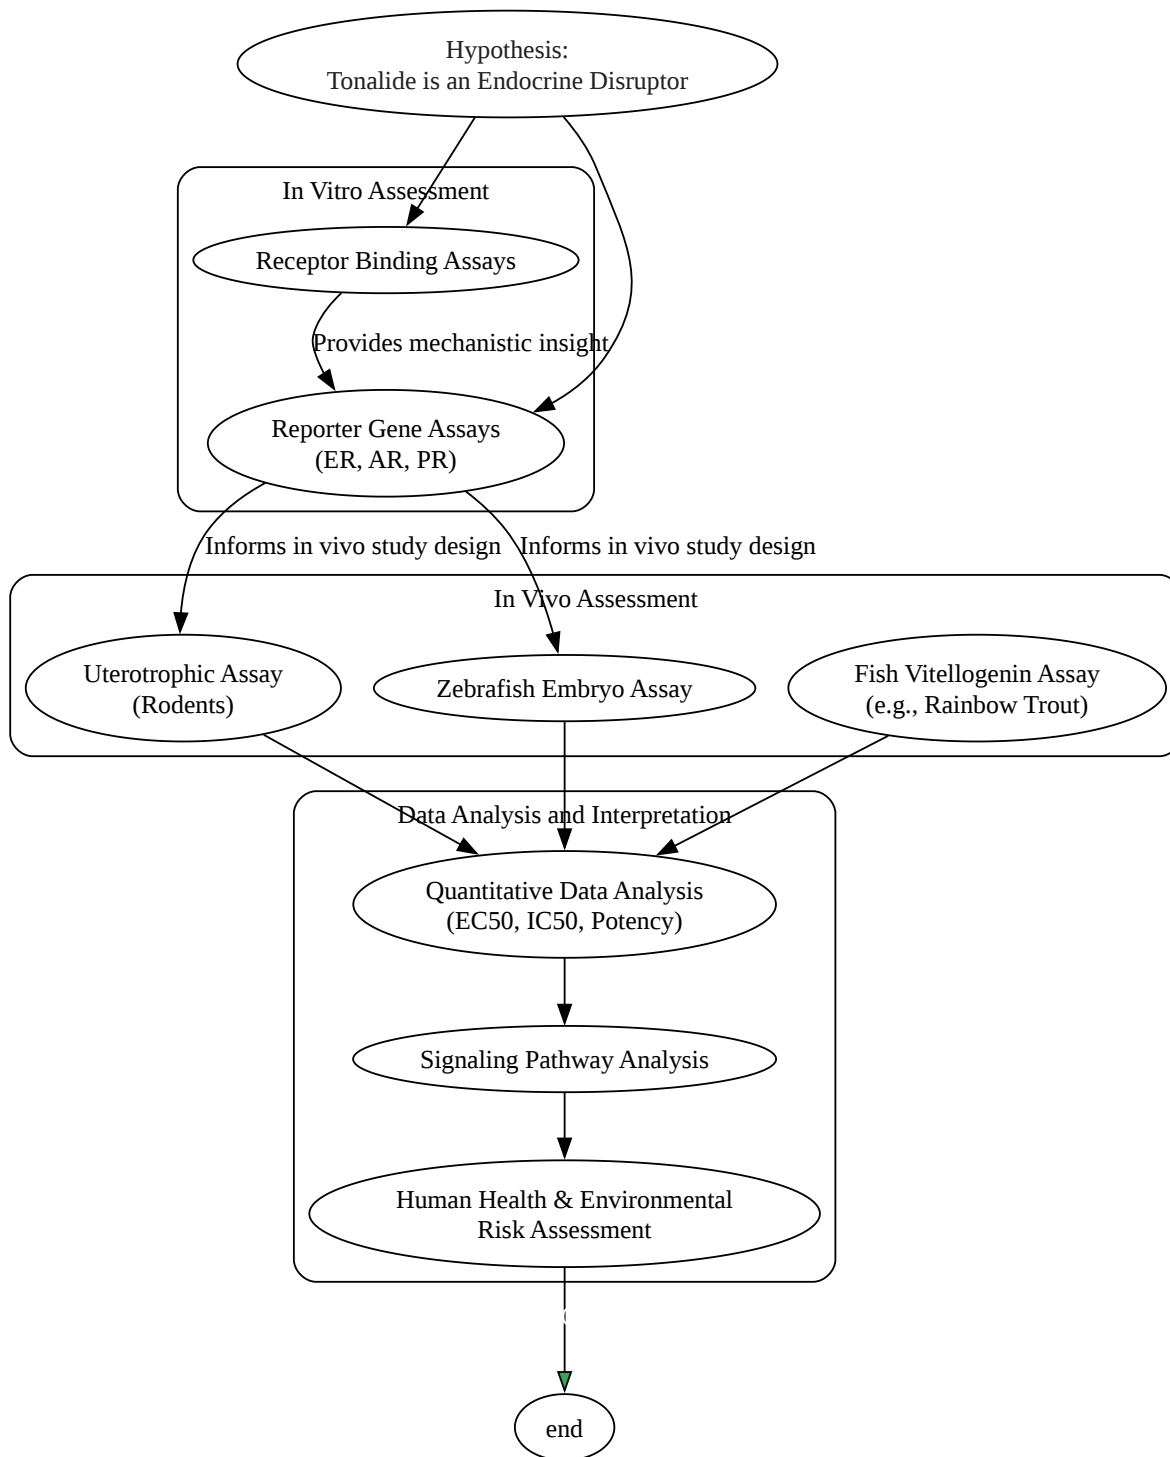 Hypothesis:
Tonalide is an Endocrine Disruptor
In Vitro Assessment
Receptor Binding Assays
Provides mechanistic insight
Reporter Gene Assays
(ER, AR, PR)
Informs in vivo study design
Informs in vivo study design
In Vivo Assessment
Uterotrophic Assay
(Rodents)
Zebrafish Embryo Assay
Fish Vitellogenin Assay
(e.g., Rainbow Trout)
Data Analysis and Interpretation
Quantitative Data Analysis
(EC50, IC50, Potency)
Signaling Pathway Analysis
Human Health & Environmental
Risk Assessment
end